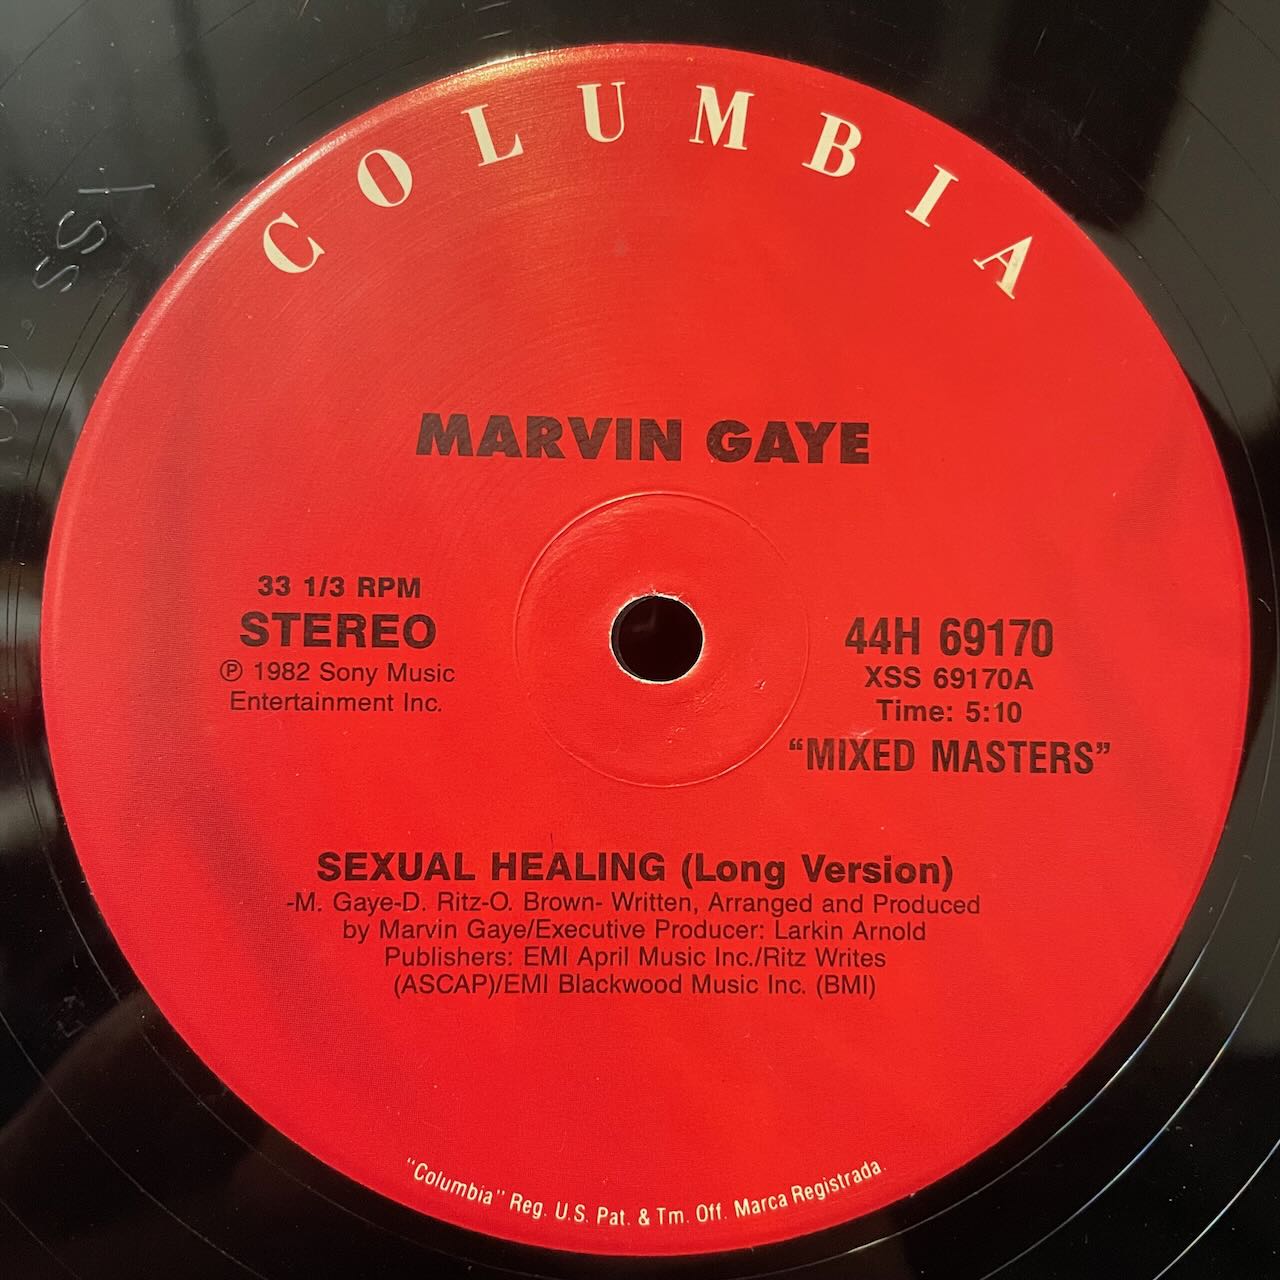 COLUMBIA
MARVIN GAYE
33 1/3 RPM
STEREO
℗ 1982 Sony Music
Entertainment Inc.
44H 69170
XSS 69170A
Time: 5:10
“MIXED MASTERS”
SEXUAL HEALING (Long Version)
-M. Gaye-D. Ritz-O. Brown- Written, Arranged and Produced
by Marvin Gaye/Executive Producer: Larkin Arnold
Publishers: EMI April Music Inc./Ritz Writes
(ASCAP)/EMI Blackwood Music Inc. (BMI)
"Columbia" Reg. U.S. Pat. & Tm. Off. Marca Registrada.